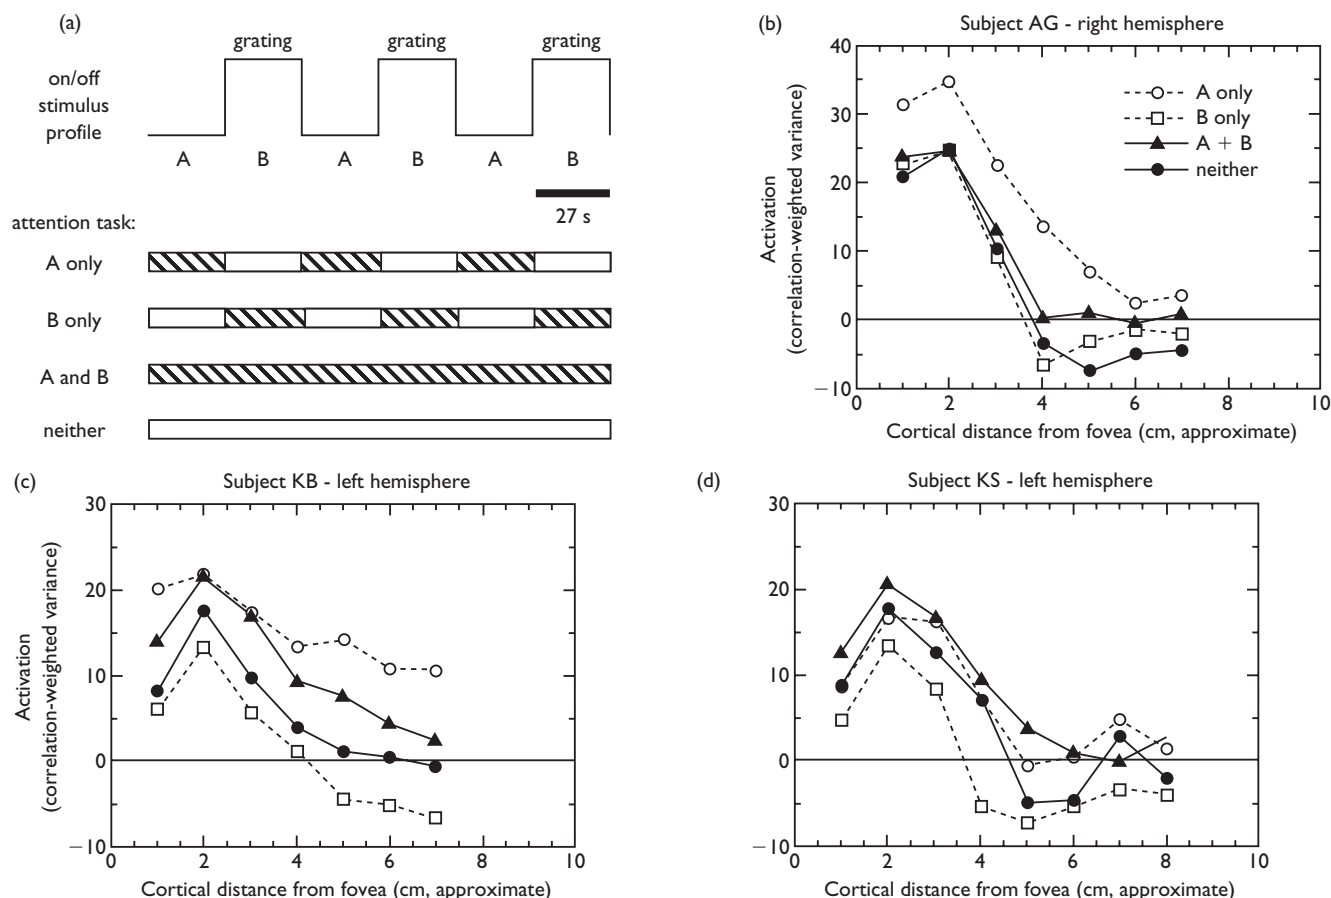 (a)
grating grating grating
on/off
stimulus
profile
A B A B A B
27 s
attention task:
A only
B only
A and B
neither
(b)
Subject AG - right hemisphere
Activation
(correlation-weighted variance)
40
30
20
10
0
−10
A only
B only
A + B
neither
0 2 4 6 8 10
Cortical distance from fovea (cm, approximate)
(c)
Subject KB - left hemisphere
Activation
(correlation-weighted variance)
30
20
10
0
−10
0 2 4 6 8 10
Cortical distance from fovea (cm, approximate)
(d)
Subject KS - left hemisphere
30
20
10
0
−10
0 2 4 6 8 10
Cortical distance from fovea (cm, approximate)